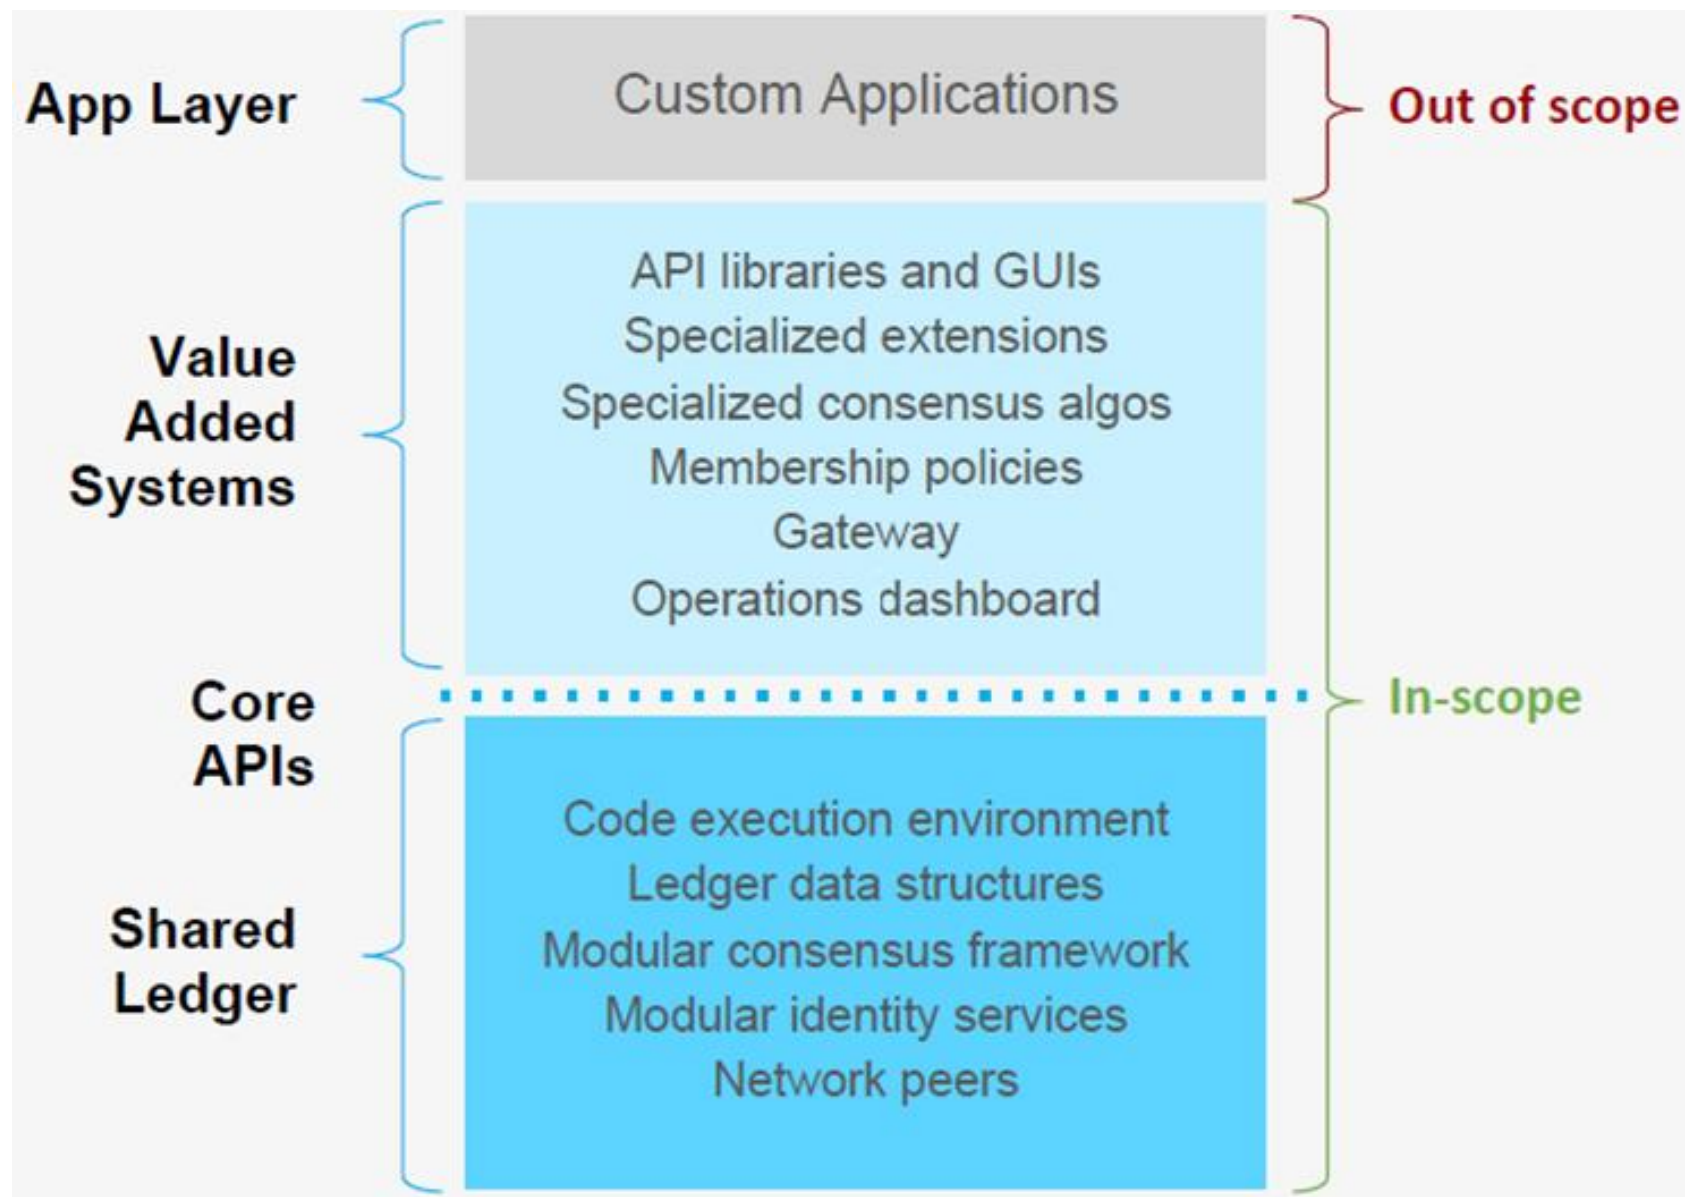 App Layer
Custom Applications
Out of scope
Value
Added
Systems
API libraries and GUIs
Specialized extensions
Specialized consensus algos
Membership policies
Gateway
Operations dashboard
Core
APIs
In-scope
Shared
Ledger
Code execution environment
Ledger data structures
Modular consensus framework
Modular identity services
Network peers